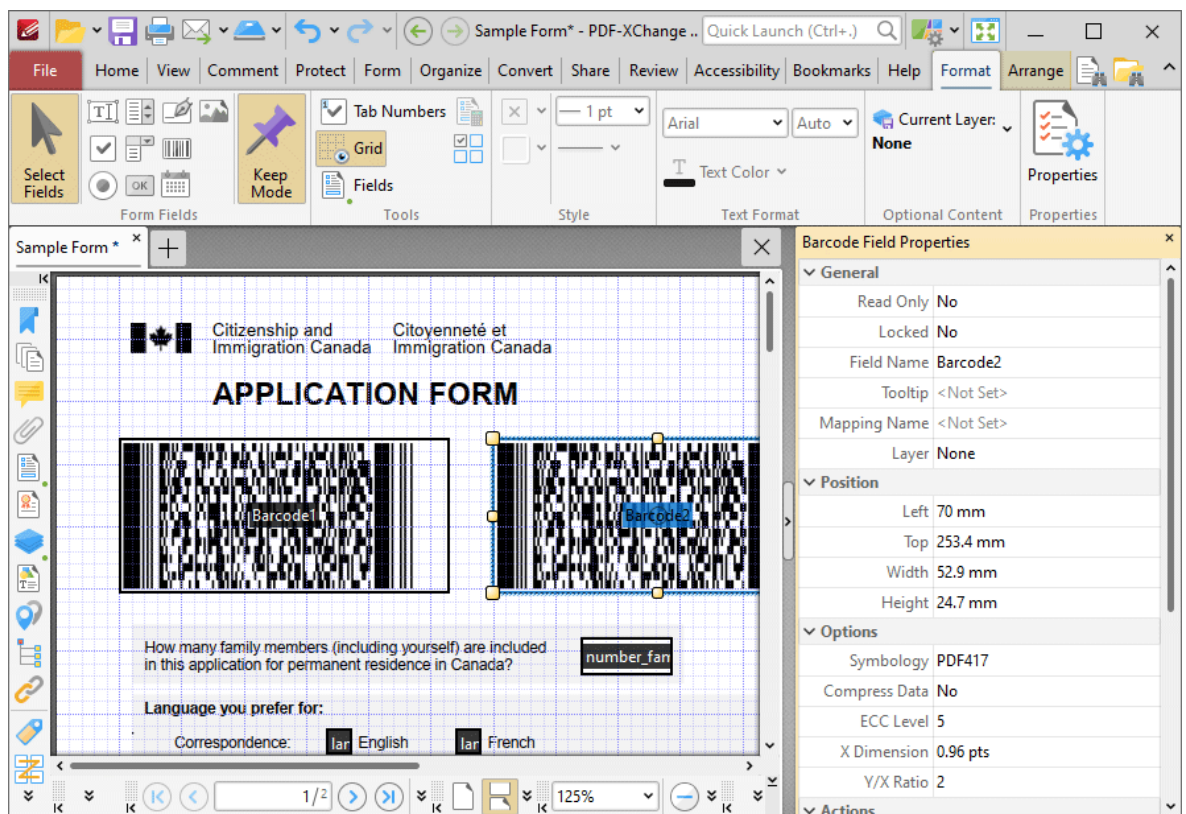 Sample Form* - PDF-XChange ..
Quick Launch (Ctrl+.)
File Home View Comment Protect Form Organize Convert Share Review Accessibility Bookmarks Help Format Arrange
Tab Numbers
1 pt
Arial
Auto
Current Layer:
None
Grid
Text Color
Select Fields
OK
Keep Mode
Fields
Properties
Form Fields
Tools
Style
Text Format
Optional Content
Properties
Sample Form *
Citizenship and
Immigration Canada
Citoyenneté et
Immigration Canada
APPLICATION FORM
Barcode1
Barcode2
How many family members (including yourself) are included
in this application for permanent residence in Canada?
number_fan
Language you prefer for:
Correspondence:
lar English
lar French
1/2
125%
Barcode Field Properties
General
Read Only No
Locked No
Field Name Barcode2
Tooltip <Not Set>
Mapping Name <Not Set>
Layer None
Position
Left 70 mm
Top 253.4 mm
Width 52.9 mm
Height 24.7 mm
Options
Symbology PDF417
Compress Data No
ECC Level 5
X Dimension 0.96 pts
Y/X Ratio 2
Actions